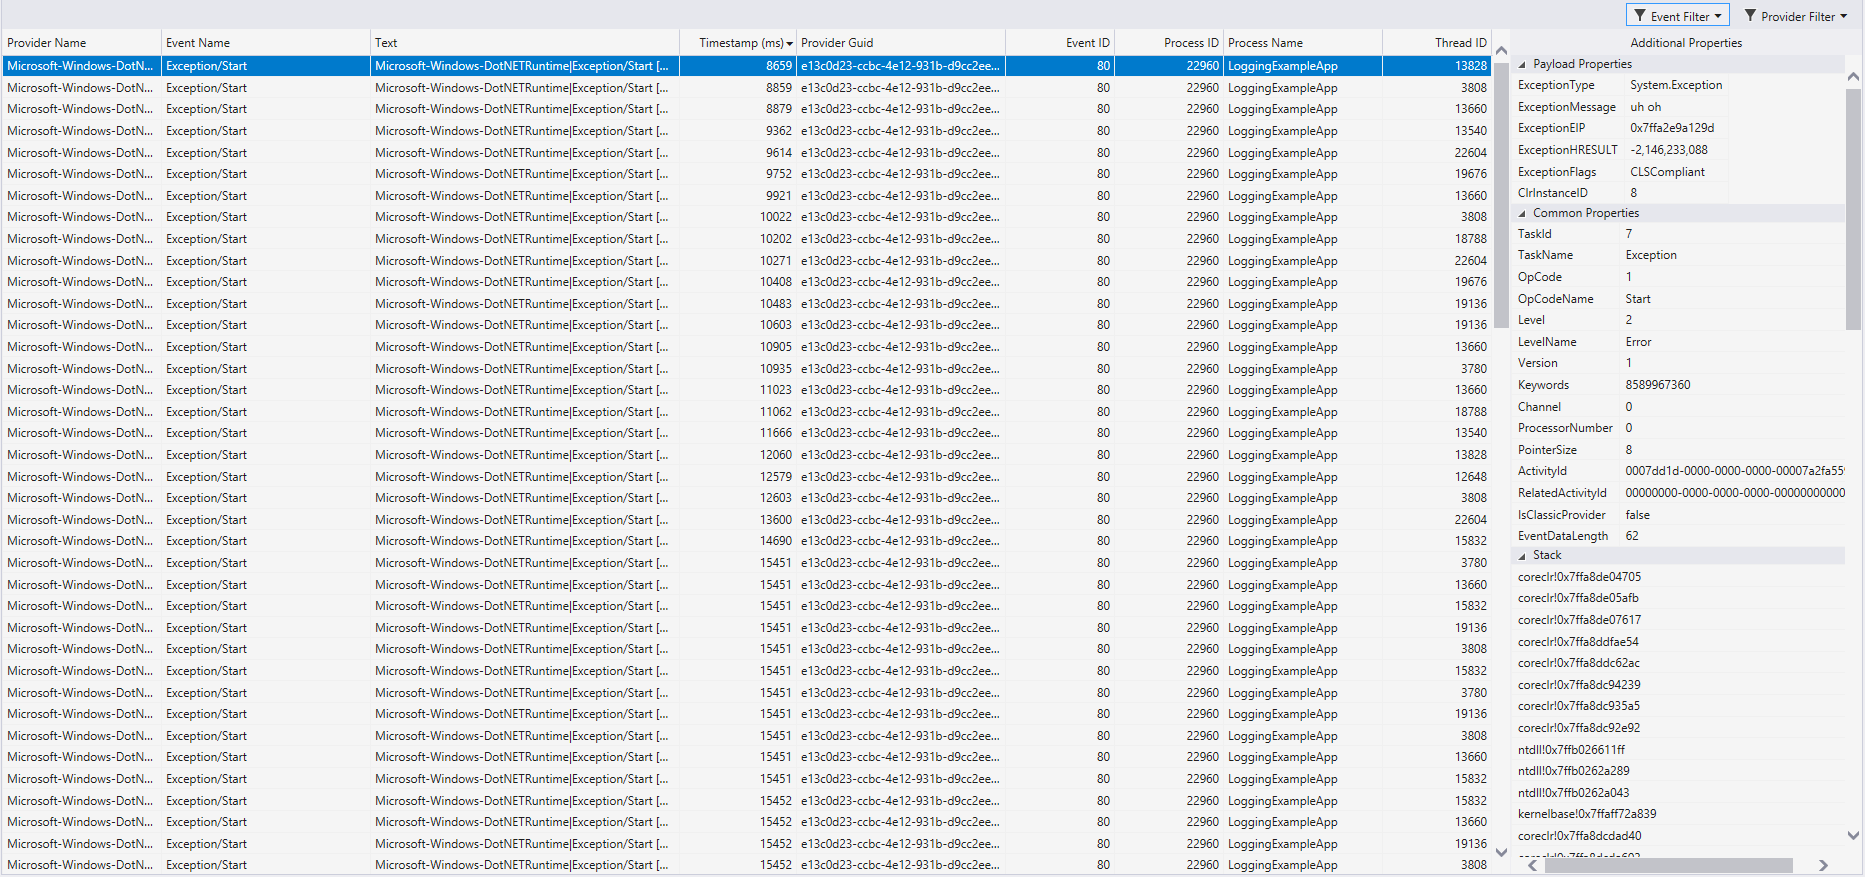 Event Filter Provider Filter
Provider Name Event Name Text Timestamp (ms) Provider Guid Event ID Process ID Process Name Thread ID
Microsoft-Windows-DotN... Exception/Start Microsoft-Windows-DotNETRuntime|Exception/Start [... 8659 e13c0d23-ccbc-4e12-931b-d9cc2ee... 80 22960 LoggingExampleApp 13828
Microsoft-Windows-DotN... Exception/Start Microsoft-Windows-DotNETRuntime|Exception/Start [... 8859 e13c0d23-ccbc-4e12-931b-d9cc2ee... 80 22960 LoggingExampleApp 3808
Microsoft-Windows-DotN... Exception/Start Microsoft-Windows-DotNETRuntime|Exception/Start [... 8879 e13c0d23-ccbc-4e12-931b-d9cc2ee... 80 22960 LoggingExampleApp 13660
Microsoft-Windows-DotN... Exception/Start Microsoft-Windows-DotNETRuntime|Exception/Start [... 9362 e13c0d23-ccbc-4e12-931b-d9cc2ee... 80 22960 LoggingExampleApp 13540
Microsoft-Windows-DotN... Exception/Start Microsoft-Windows-DotNETRuntime|Exception/Start [... 9614 e13c0d23-ccbc-4e12-931b-d9cc2ee... 80 22960 LoggingExampleApp 22604
Microsoft-Windows-DotN... Exception/Start Microsoft-Windows-DotNETRuntime|Exception/Start [... 9752 e13c0d23-ccbc-4e12-931b-d9cc2ee... 80 22960 LoggingExampleApp 19676
Microsoft-Windows-DotN... Exception/Start Microsoft-Windows-DotNETRuntime|Exception/Start [... 9921 e13c0d23-ccbc-4e12-931b-d9cc2ee... 80 22960 LoggingExampleApp 13660
Microsoft-Windows-DotN... Exception/Start Microsoft-Windows-DotNETRuntime|Exception/Start [... 10022 e13c0d23-ccbc-4e12-931b-d9cc2ee... 80 22960 LoggingExampleApp 3808
Microsoft-Windows-DotN... Exception/Start Microsoft-Windows-DotNETRuntime|Exception/Start [... 10202 e13c0d23-ccbc-4e12-931b-d9cc2ee... 80 22960 LoggingExampleApp 18788
Microsoft-Windows-DotN... Exception/Start Microsoft-Windows-DotNETRuntime|Exception/Start [... 10271 e13c0d23-ccbc-4e12-931b-d9cc2ee... 80 22960 LoggingExampleApp 22604
Microsoft-Windows-DotN... Exception/Start Microsoft-Windows-DotNETRuntime|Exception/Start [... 10408 e13c0d23-ccbc-4e12-931b-d9cc2ee... 80 22960 LoggingExampleApp 19676
Microsoft-Windows-DotN... Exception/Start Microsoft-Windows-DotNETRuntime|Exception/Start [... 10483 e13c0d23-ccbc-4e12-931b-d9cc2ee... 80 22960 LoggingExampleApp 19136
Microsoft-Windows-DotN... Exception/Start Microsoft-Windows-DotNETRuntime|Exception/Start [... 10603 e13c0d23-ccbc-4e12-931b-d9cc2ee... 80 22960 LoggingExampleApp 19136
Microsoft-Windows-DotN... Exception/Start Microsoft-Windows-DotNETRuntime|Exception/Start [... 10905 e13c0d23-ccbc-4e12-931b-d9cc2ee... 80 22960 LoggingExampleApp 13660
Microsoft-Windows-DotN... Exception/Start Microsoft-Windows-DotNETRuntime|Exception/Start [... 10935 e13c0d23-ccbc-4e12-931b-d9cc2ee... 80 22960 LoggingExampleApp 3780
Microsoft-Windows-DotN... Exception/Start Microsoft-Windows-DotNETRuntime|Exception/Start [... 11023 e13c0d23-ccbc-4e12-931b-d9cc2ee... 80 22960 LoggingExampleApp 13660
Microsoft-Windows-DotN... Exception/Start Microsoft-Windows-DotNETRuntime|Exception/Start [... 11062 e13c0d23-ccbc-4e12-931b-d9cc2ee... 80 22960 LoggingExampleApp 18788
Microsoft-Windows-DotN... Exception/Start Microsoft-Windows-DotNETRuntime|Exception/Start [... 11666 e13c0d23-ccbc-4e12-931b-d9cc2ee... 80 22960 LoggingExampleApp 13540
Microsoft-Windows-DotN... Exception/Start Microsoft-Windows-DotNETRuntime|Exception/Start [... 12060 e13c0d23-ccbc-4e12-931b-d9cc2ee... 80 22960 LoggingExampleApp 13828
Microsoft-Windows-DotN... Exception/Start Microsoft-Windows-DotNETRuntime|Exception/Start [... 12579 e13c0d23-ccbc-4e12-931b-d9cc2ee... 80 22960 LoggingExampleApp 12648
Microsoft-Windows-DotN... Exception/Start Microsoft-Windows-DotNETRuntime|Exception/Start [... 12603 e13c0d23-ccbc-4e12-931b-d9cc2ee... 80 22960 LoggingExampleApp 3808
Microsoft-Windows-DotN... Exception/Start Microsoft-Windows-DotNETRuntime|Exception/Start [... 13600 e13c0d23-ccbc-4e12-931b-d9cc2ee... 80 22960 LoggingExampleApp 22604
Microsoft-Windows-DotN... Exception/Start Microsoft-Windows-DotNETRuntime|Exception/Start [... 14690 e13c0d23-ccbc-4e12-931b-d9cc2ee... 80 22960 LoggingExampleApp 15832
Microsoft-Windows-DotN... Exception/Start Microsoft-Windows-DotNETRuntime|Exception/Start [... 15451 e13c0d23-ccbc-4e12-931b-d9cc2ee... 80 22960 LoggingExampleApp 3780
Microsoft-Windows-DotN... Exception/Start Microsoft-Windows-DotNETRuntime|Exception/Start [... 15451 e13c0d23-ccbc-4e12-931b-d9cc2ee... 80 22960 LoggingExampleApp 13660
Microsoft-Windows-DotN... Exception/Start Microsoft-Windows-DotNETRuntime|Exception/Start [... 15451 e13c0d23-ccbc-4e12-931b-d9cc2ee... 80 22960 LoggingExampleApp 15832
Microsoft-Windows-DotN... Exception/Start Microsoft-Windows-DotNETRuntime|Exception/Start [... 15451 e13c0d23-ccbc-4e12-931b-d9cc2ee... 80 22960 LoggingExampleApp 19136
Microsoft-Windows-DotN... Exception/Start Microsoft-Windows-DotNETRuntime|Exception/Start [... 15451 e13c0d23-ccbc-4e12-931b-d9cc2ee... 80 22960 LoggingExampleApp 3808
Microsoft-Windows-DotN... Exception/Start Microsoft-Windows-DotNETRuntime|Exception/Start [... 15451 e13c0d23-ccbc-4e12-931b-d9cc2ee... 80 22960 LoggingExampleApp 15832
Microsoft-Windows-DotN... Exception/Start Microsoft-Windows-DotNETRuntime|Exception/Start [... 15451 e13c0d23-ccbc-4e12-931b-d9cc2ee... 80 22960 LoggingExampleApp 3780
Microsoft-Windows-DotN... Exception/Start Microsoft-Windows-DotNETRuntime|Exception/Start [... 15451 e13c0d23-ccbc-4e12-931b-d9cc2ee... 80 22960 LoggingExampleApp 19136
Microsoft-Windows-DotN... Exception/Start Microsoft-Windows-DotNETRuntime|Exception/Start [... 15451 e13c0d23-ccbc-4e12-931b-d9cc2ee... 80 22960 LoggingExampleApp 3808
Microsoft-Windows-DotN... Exception/Start Microsoft-Windows-DotNETRuntime|Exception/Start [... 15451 e13c0d23-ccbc-4e12-931b-d9cc2ee... 80 22960 LoggingExampleApp 13660
Microsoft-Windows-DotN... Exception/Start Microsoft-Windows-DotNETRuntime|Exception/Start [... 15451 e13c0d23-ccbc-4e12-931b-d9cc2ee... 80 22960 LoggingExampleApp 15832
Microsoft-Windows-DotN... Exception/Start Microsoft-Windows-DotNETRuntime|Exception/Start [... 15452 e13c0d23-ccbc-4e12-931b-d9cc2ee... 80 22960 LoggingExampleApp 15832
Microsoft-Windows-DotN... Exception/Start Microsoft-Windows-DotNETRuntime|Exception/Start [... 15452 e13c0d23-ccbc-4e12-931b-d9cc2ee... 80 22960 LoggingExampleApp 13660
Microsoft-Windows-DotN... Exception/Start Microsoft-Windows-DotNETRuntime|Exception/Start [... 15452 e13c0d23-ccbc-4e12-931b-d9cc2ee... 80 22960 LoggingExampleApp 19136
Microsoft-Windows-DotN... Exception/Start Microsoft-Windows-DotNETRuntime|Exception/Start [... 15452 e13c0d23-ccbc-4e12-931b-d9cc2ee... 80 22960 LoggingExampleApp 3808
Additional Properties
Payload Properties
ExceptionType System.Exception
ExceptionMessage uh oh
ExceptionEIP 0x7ffa2e9a129d
ExceptionHRESULT -2,146,233,088
ExceptionFlags CLSCompliant
ClrInstanceID 8
Common Properties
TaskId 7
TaskName Exception
OpCode 1
OpCodeName Start
Level 2
LevelName Error
Version 1
Keywords 8589967360
Channel 0
ProcessorNumber 0
PointerSize 8
ActivityId 0007dd1d-0000-0000-0000-00007a2fa55
RelatedActivityId 00000000-0000-0000-0000-00000000000
IsClassicProvider false
EventDataLength 62
Stack
coreclr!0x7ffa8de04705
coreclr!0x7ffa8de05afb
coreclr!0x7ffa8de07617
coreclr!0x7ffa8ddfae54
coreclr!0x7ffa8ddc62ac
coreclr!0x7ffa8dc94239
coreclr!0x7ffa8dc935a5
coreclr!0x7ffa8dc92e92
ntdll!0x7ffb026611ff
ntdll!0x7ffb0262a289
ntdll!0x7ffb0262a043
kernelbase!0x7ffaff72a839
coreclr!0x7ffa8dcdad40